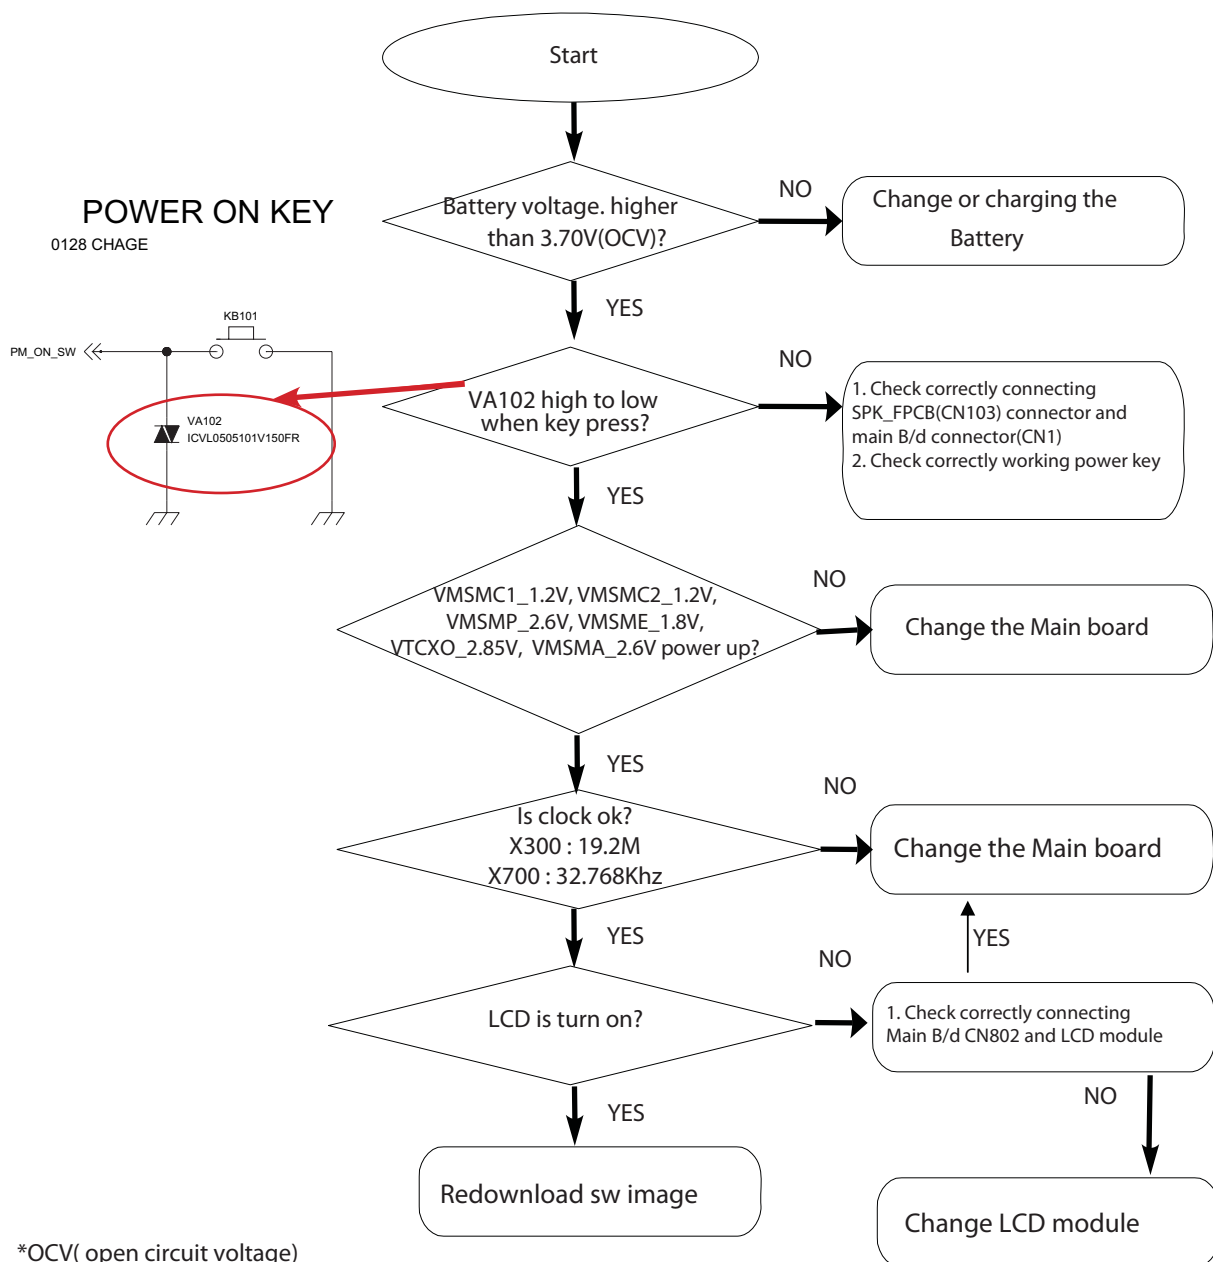 Start
POWER ON KEY
0128 CHAGE
Battery voltage. higher
than 3.70V(OCV)?
NO
Change or charging the
Battery
YES
KB101
PM_ON_SW
VA102
ICVL0505101V150FR
VA102 high to low
when key press?
NO
1. Check correctly connecting
SPK_FPCB(CN103) connector and
main B/d connector(CN1)
2. Check correctly working power key
YES
VMSMC1_1.2V, VMSMC2_1.2V,
VMSMP_2.6V, VMSME_1.8V,
VTCXO_2.85V, VMSMA_2.6V power up?
NO
Change the Main board
YES
Is clock ok?
X300 : 19.2M
X700 : 32.768Khz
NO
Change the Main board
YES
YES
LCD is turn on?
NO
1. Check correctly connecting
Main B/d CN802 and LCD module
YES
NO
Redownload sw image
Change LCD module
*OCV( open circuit voltage)